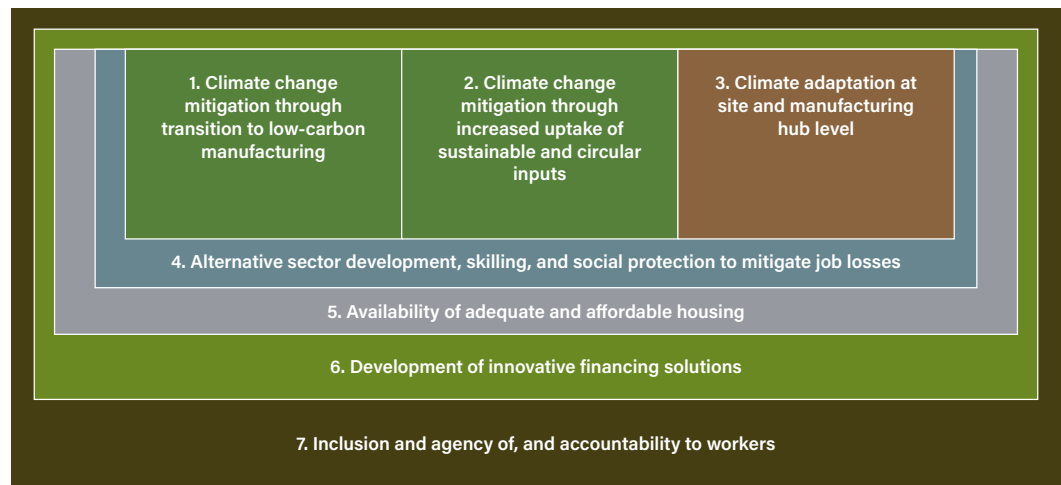 1. Climate change
mitigation through
transition to low-carbon
manufacturing
2. Climate change
mitigation through
increased uptake of
sustainable and circular
inputs
3. Climate adaptation at
site and manufacturing
hub level
4. Alternative sector development, skilling, and social protection to mitigate job losses
5. Availability of adequate and affordable housing
6. Development of innovative financing solutions
7. Inclusion and agency of, and accountability to workers